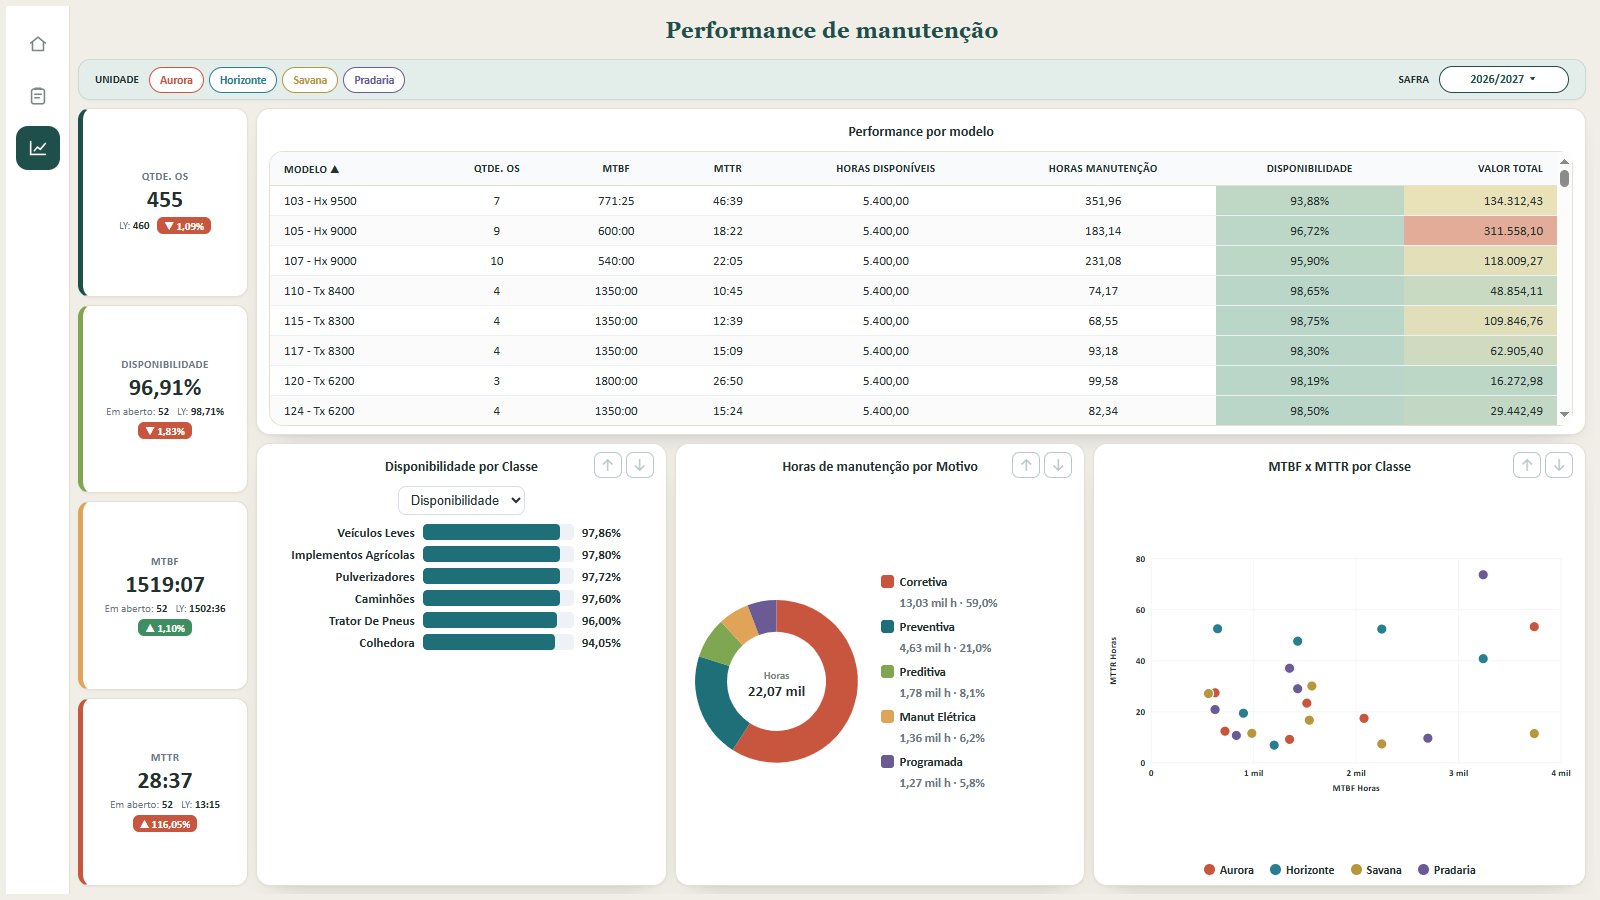 Performance de manutenção
UNIDADE Aurora Horizonte Savana Pradaria SAFRA 2026/2027
QTDE. OS
455
LY: 460 ▼ 1,09%
DISPONIBILIDADE
96,91%
Em aberto: 52 LY: 98,71%
▼ 1,83%
MTBF
1519:07
Em aberto: 52 LY: 1502:36
▲ 1,10%
MTTR
28:37
Em aberto: 52 LY: 13:15
▲ 116,05%
Performance por modelo
MODELO ▲ QTDE. OS MTBF MTTR HORAS DISPONÍVEIS HORAS MANUTENÇÃO DISPONIBILIDADE VALOR TOTAL
103 - Hx 9500 7 771:25 46:39 5.400,00 351,96 93,88% 134.312,43
105 - Hx 9000 9 600:00 18:22 5.400,00 183,14 96,72% 311.558,10
107 - Hx 9000 10 540:00 22:05 5.400,00 231,08 95,90% 118.009,27
110 - Tx 8400 4 1350:00 10:45 5.400,00 74,17 98,65% 48.854,11
115 - Tx 8300 4 1350:00 12:39 5.400,00 68,55 98,75% 109.846,76
117 - Tx 8300 4 1350:00 15:09 5.400,00 93,18 98,30% 62.905,40
120 - Tx 6200 3 1800:00 26:50 5.400,00 99,58 98,19% 16.272,98
124 - Tx 6200 4 1350:00 15:24 5.400,00 82,34 98,50% 29.442,49
Disponibilidade por Classe
Disponibilidade
Veículos Leves 97,86%
Implementos Agrícolas 97,80%
Pulverizadores 97,72%
Caminhões 97,60%
Trator De Pneus 96,00%
Colhedora 94,05%
Horas de manutenção por Motivo
Horas
22,07 mil
Corretiva
13,03 mil h · 59,0%
Preventiva
4,63 mil h · 21,0%
Preditiva
1,78 mil h · 8,1%
Manut Elétrica
1,36 mil h · 6,2%
Programada
1,27 mil h · 5,8%
MTBF x MTTR por Classe
MTTR Horas
80
60
40
20
0
0 1 mil 2 mil 3 mil 4 mil
MTBF Horas
Aurora Horizonte Savana Pradaria